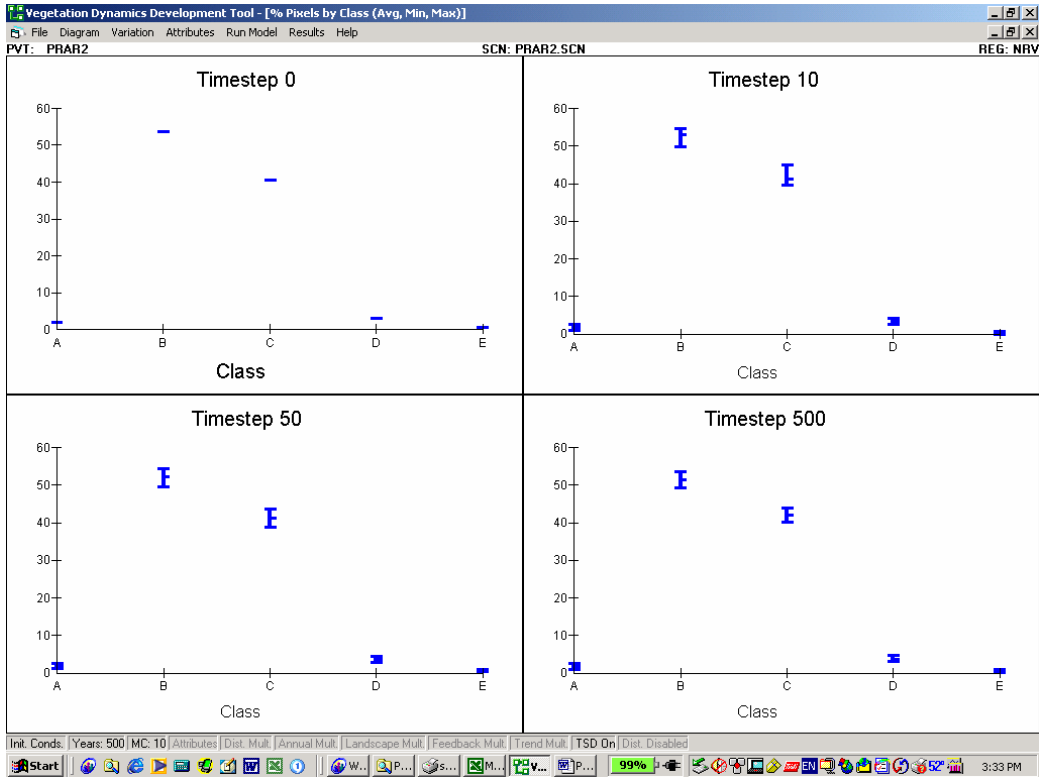 Vegetation Dynamics Development Tool - [% Pixels by Class (Avg, Min, Max)]
File Diagram Variation Attributes Run Model Results Help
PVT: PRAR2 SCN: PRAR2.SCN REG: NRV
Timestep 0
60
50
40
30
20
10
0
A B C D E
Class
Timestep 10
60
50
40
30
20
10
0
A B C D E
Class
Timestep 50
60
50
40
30
20
10
0
A B C D E
Class
Timestep 500
60
50
40
30
20
10
0
A B C D E
Class
Init. Conds. Years: 500 MC: 10 Attributes Dist. Mult. Annual Mult. Landscape Mult. Feedback Mult. Trend Mult. TSD On Dist. Disabled
Start W... P... s... M... V... P... 99% EN 52° 3:33 PM